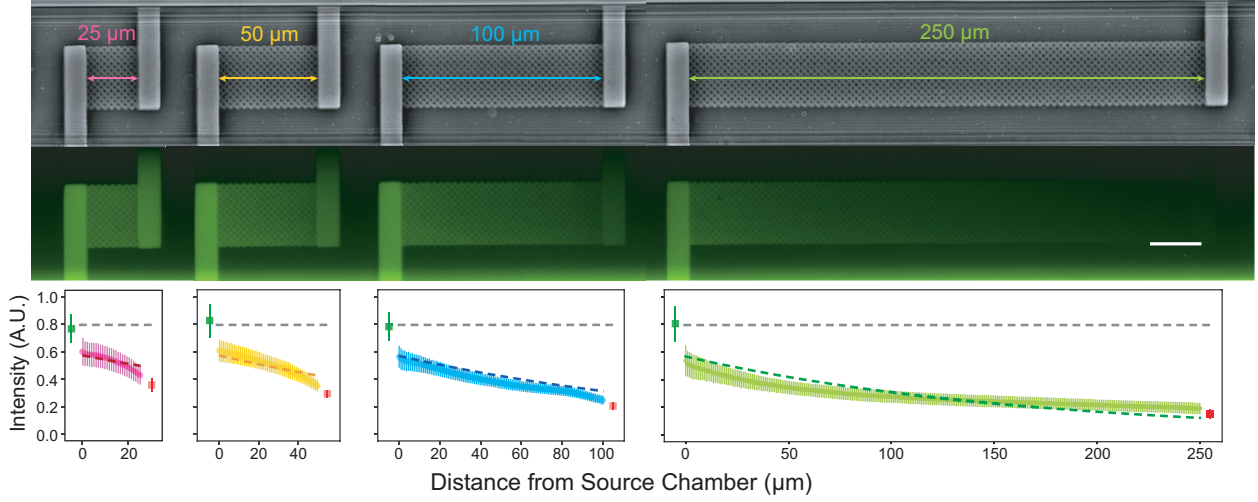 25 µm
50 µm
100 µm
250 µm
Intensity (A.U.)
1.0
0.8
0.6
0.4
0.2
0.0
0 20
0 20 40
0 20 40 60 80 100
0 50 100 150 200 250
Distance from Source Chamber (µm)